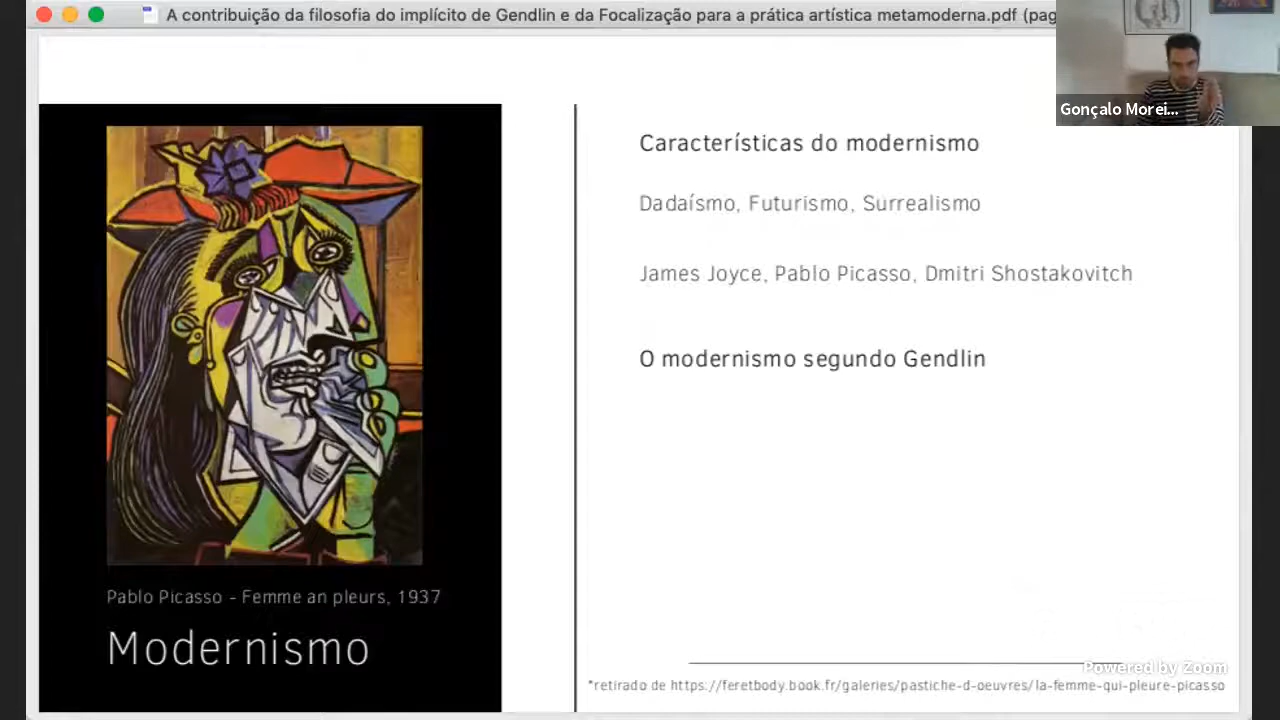 A contribuição da filosofia do implícito de Gendlin e da Focalização para a prática artística metamoderna.pdf (pag
Gonçalo Morei...
Características do modernismo
Dadaísmo, Futurismo, Surrealismo
James Joyce, Pablo Picasso, Dmitri Shostakovitch
O modernismo segundo Gendlin
Pablo Picasso - Femme an pleurs, 1937
Modernismo
Powered by Zoom
*retirado de https://feretbody.book.fr/galeries/pastiche-d-oeuvres/la-femme-qui-pleure-picasso